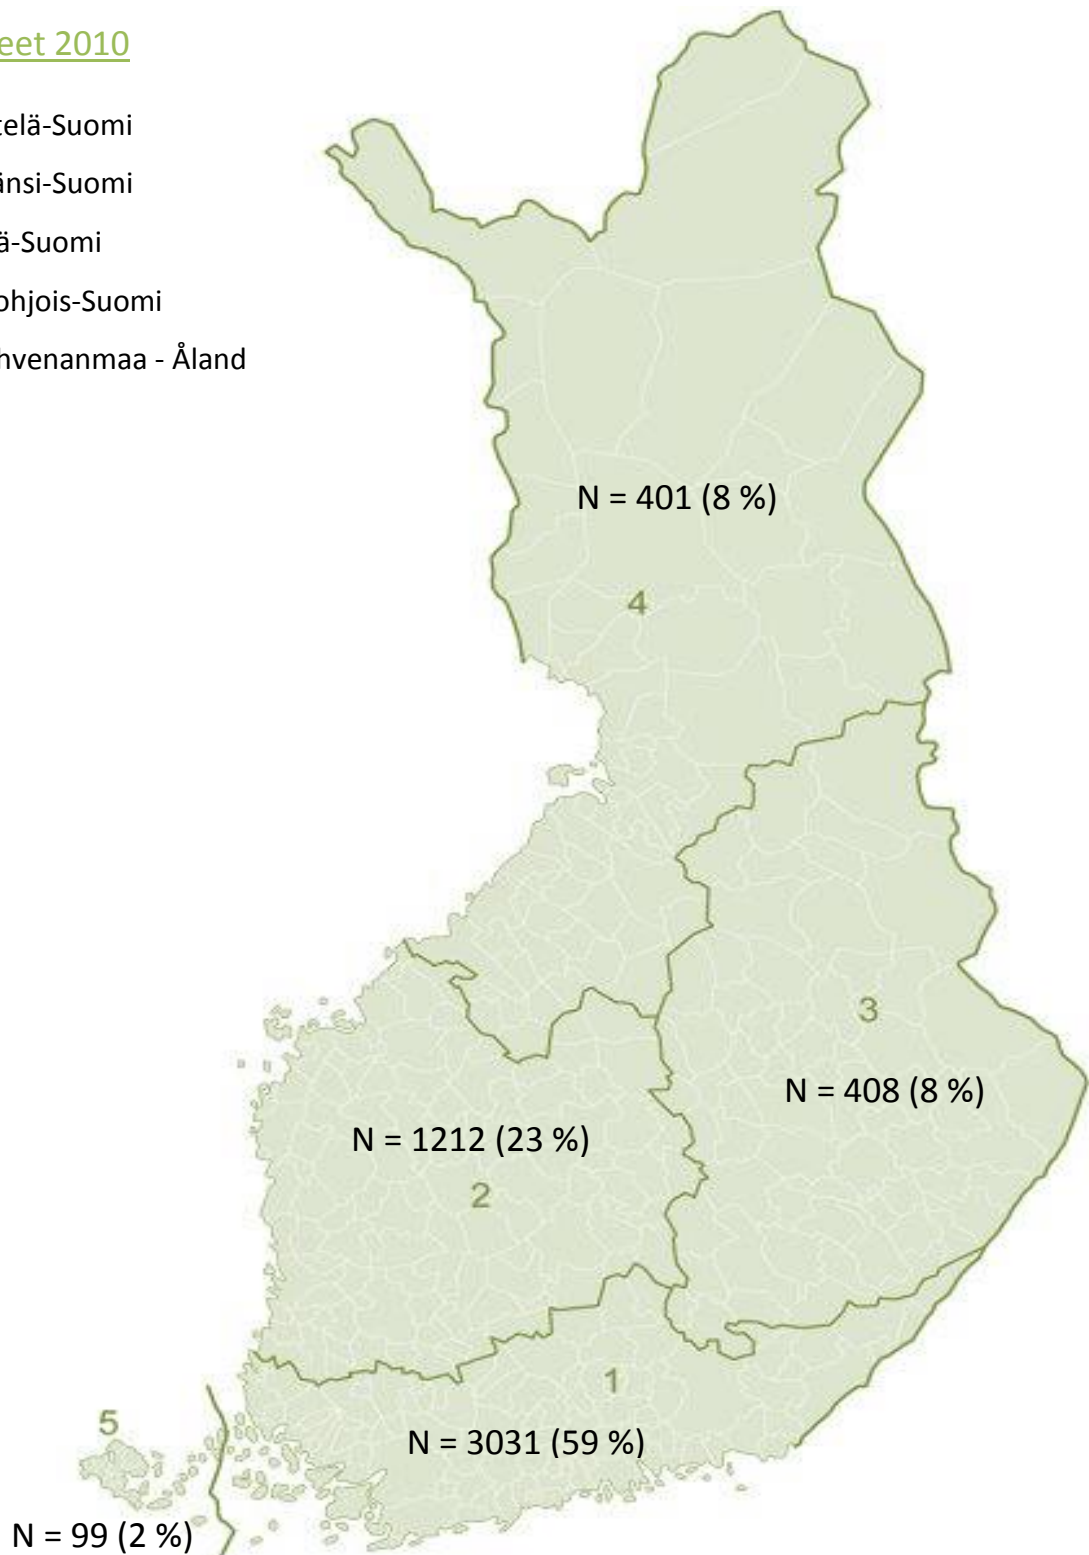 eet 2010
telä-Suomi
änsi-Suomi
ä-Suomi
ohjois-Suomi
hvenanmaa - Åland
N = 401 (8 %)
4
3
N = 408 (8 %)
N = 1212 (23 %)
2
1
5
N = 3031 (59 %)
N = 99 (2 %)